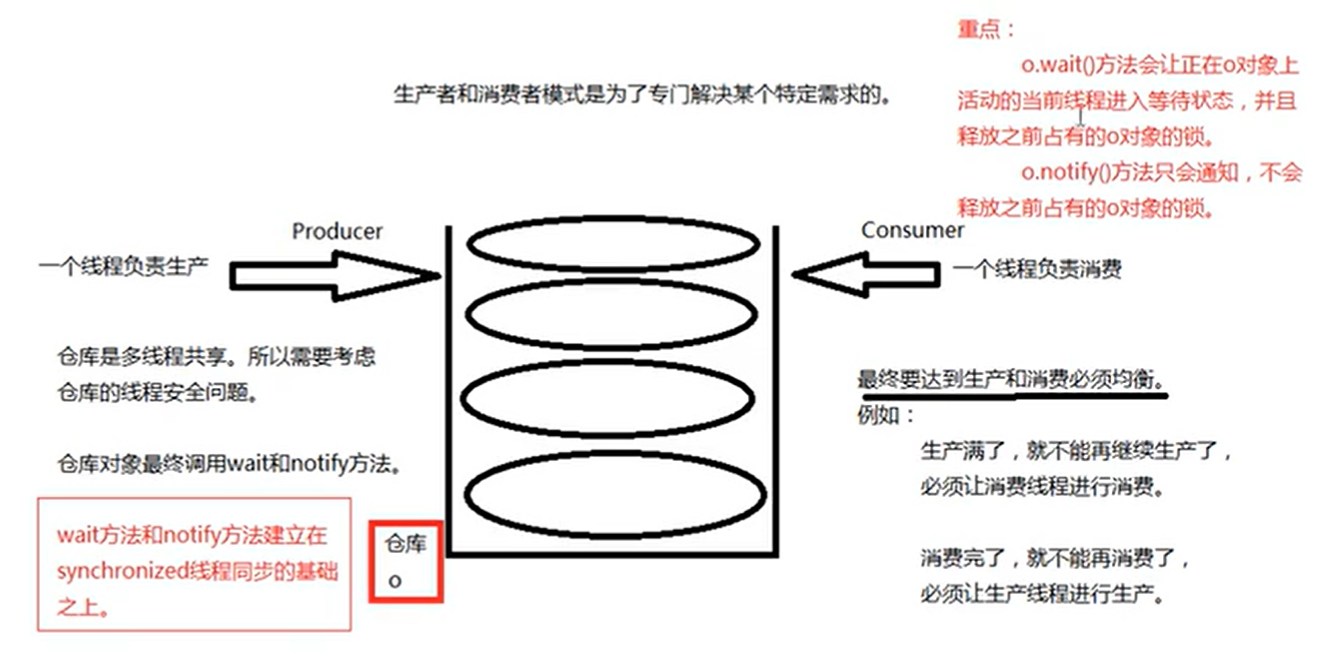 重点：
o.wait()方法会让正在o对象上
活动的当前线程进入等待状态，并且
释放之前占有的o对象的锁。
o.notify()方法只会通知，不会
释放之前占有的o对象的锁。
生产者和消费者模式是为了专门解决某个特定需求的。
Producer
一个线程负责生产
Consumer
一个线程负责消费
仓库是多线程共享。所以需要考虑
仓库的线程安全问题。
仓库对象最终调用wait和notify方法。
wait方法和notify方法建立在
synchronized线程同步的基础
之上。
仓库
o
最终要达到生产和消费必须均衡。
例如：
生产满了，就不能再继续生产了，
必须让消费线程进行消费。
消费完了，就不能再消费了，
必须让生产线程进行生产。